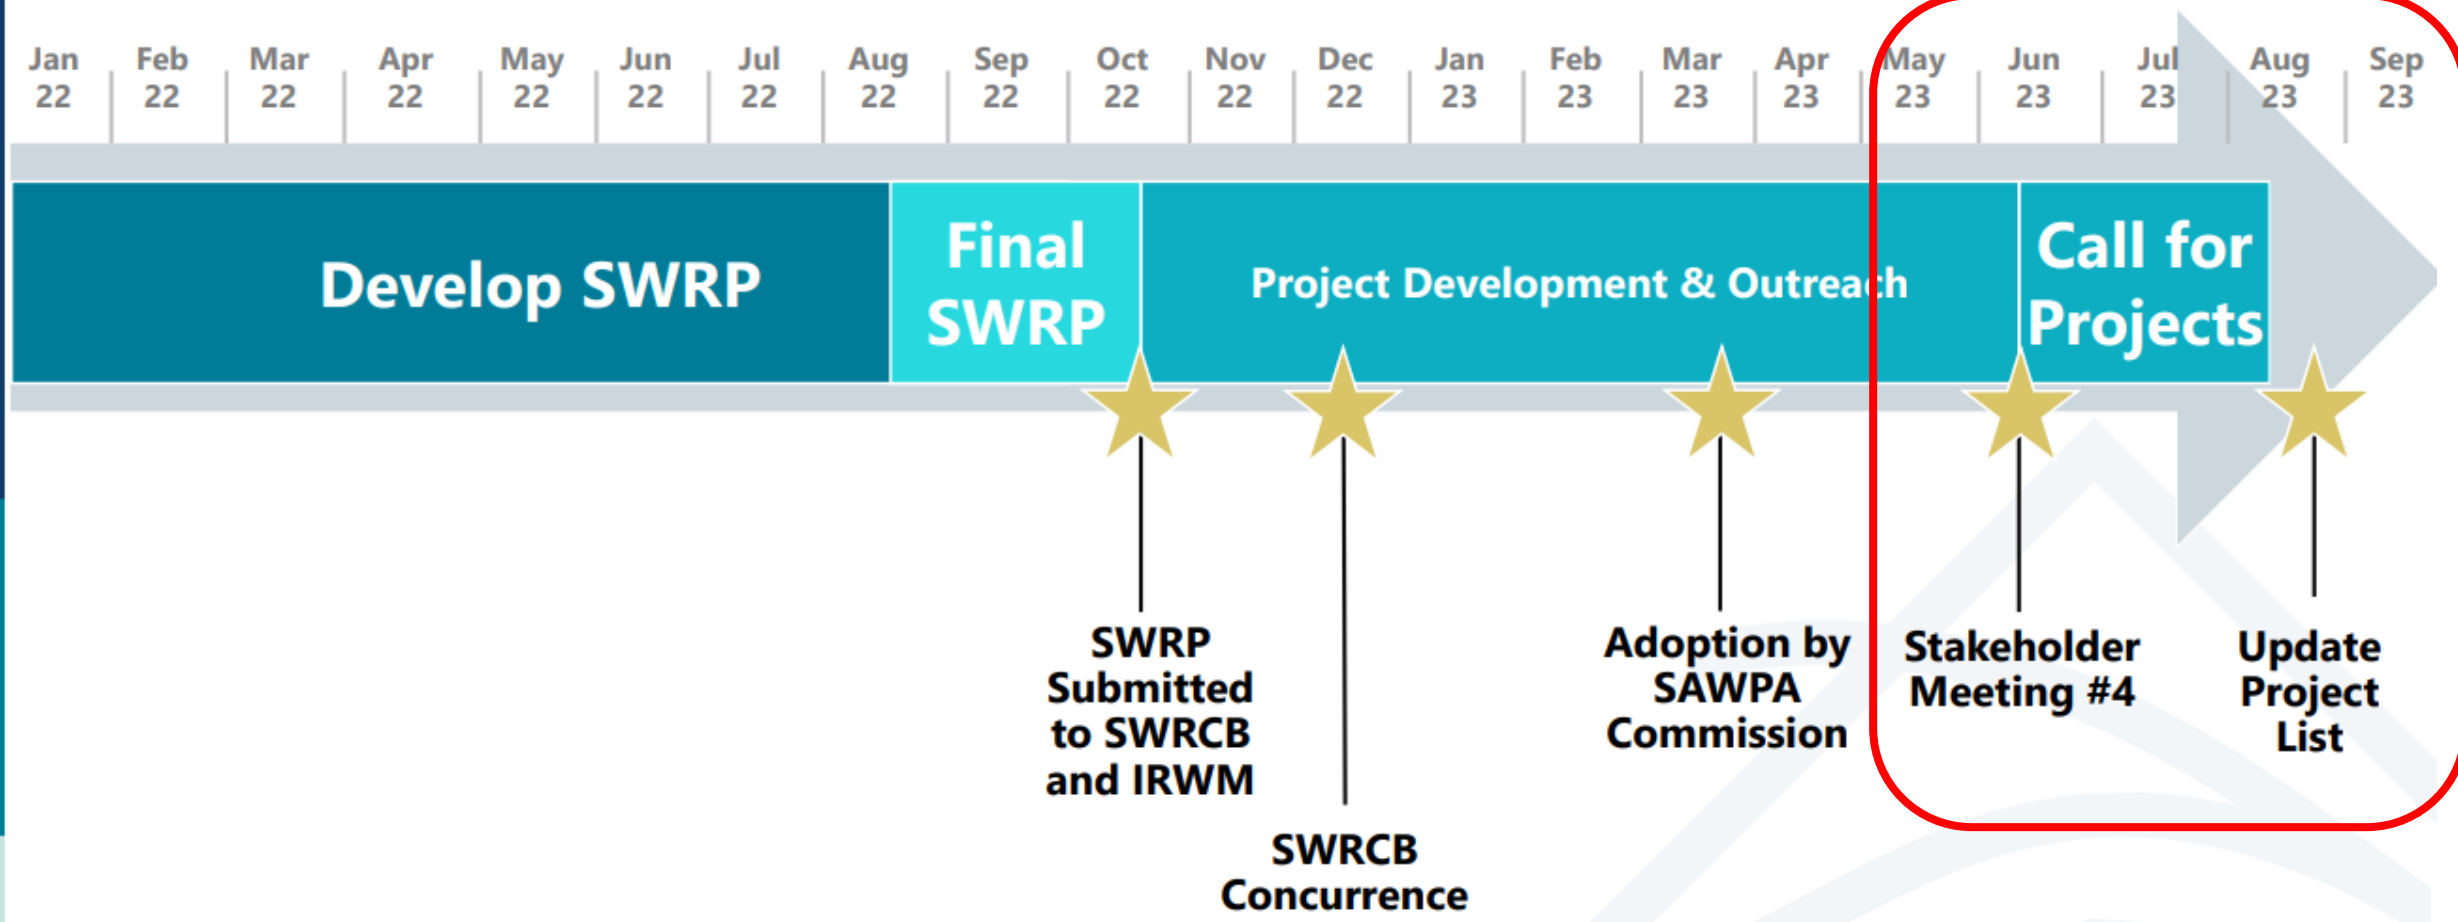 Jan Feb Mar Apr May Jun Jul Aug Sep Oct Nov Dec Jan Feb Mar Apr May Jun Jul Aug Sep
22 22 22 22 22 22 22 22 22 22 22 22 23 23 23 23 23 23 23 23 23
Develop SWRP
Final
SWRP
Project Development & Outreach
Call for
Projects
SWRP
Submitted
to SWRCB
and IRWM
SWRCB
Concurrence
Adoption by
SAWPA
Commission
Stakeholder
Meeting #4
Update
Project
List